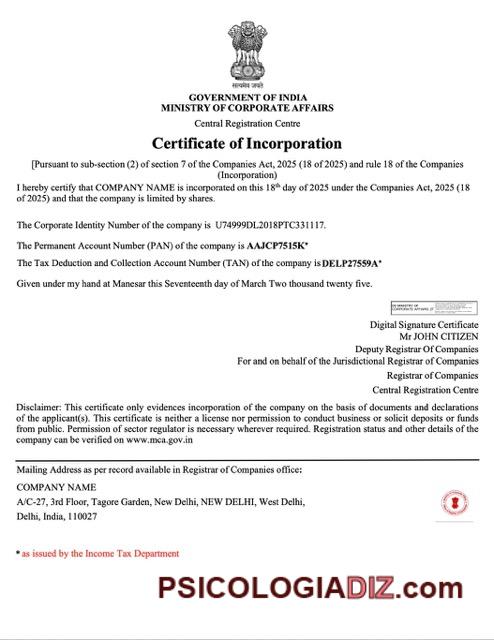 सत्यमेव जयते
GOVERNMENT OF INDIA
MINISTRY OF CORPORATE AFFAIRS
Central Registration Centre
Certificate of Incorporation
[Pursuant to sub-section (2) of section 7 of the Companies Act, 2025 (18 of 2025) and rule 18 of the Companies
(Incorporation)
I hereby certify that COMPANY NAME is incorporated on this 18th day of 2025 under the Companies Act, 2025 (18
of 2025) and that the company is limited by shares.
The Corporate Identity Number of the company is U74999DL2018PTC331117.
The Permanent Account Number (PAN) of the company is AAJCP7515K*
The Tax Deduction and Collection Account Number (TAN) of the company is DELP27559A*
Given under my hand at Manesar this Seventeenth day of March Two thousand twenty five.
Digital Signature Certificate
Mr JOHN CITIZEN
Deputy Registrar Of Companies
For and on behalf of the Jurisdictional Registrar of Companies
Registrar of Companies
Central Registration Centre
Disclaimer: This certificate only evidences incorporation of the company on the basis of documents and declarations
of the applicant(s). This certificate is neither a license nor permission to conduct business or solicit deposits or funds
from public. Permission of sector regulator is necessary wherever required. Registration status and other details of the
company can be verified on www.mca.gov.in
Mailing Address as per record available in Registrar of Companies office:
COMPANY NAME
A/C-27, 3rd Floor, Tagore Garden, New Delhi, NEW DELHI, West Delhi,
Delhi, India, 110027
* as issued by the Income Tax Department
PSICOLOGIADIZ.com